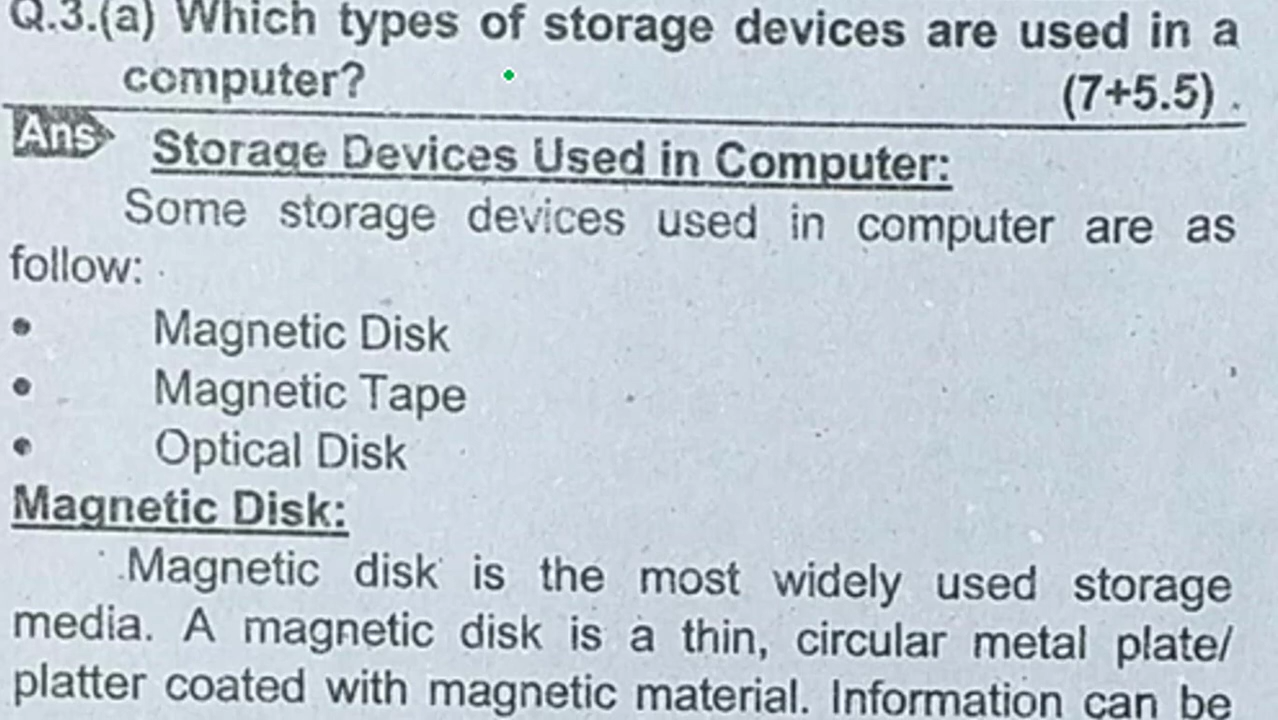 Q.3.(a) Which types of storage devices are used in a
computer? (7+5.5)
Ans Storage Devices Used in Computer:
Some storage devices used in computer are as
follow:
• Magnetic Disk
• Magnetic Tape
• Optical Disk
Magnetic Disk:
Magnetic disk is the most widely used storage
media. A magnetic disk is a thin, circular metal plate/
platter coated with magnetic material. Information can be